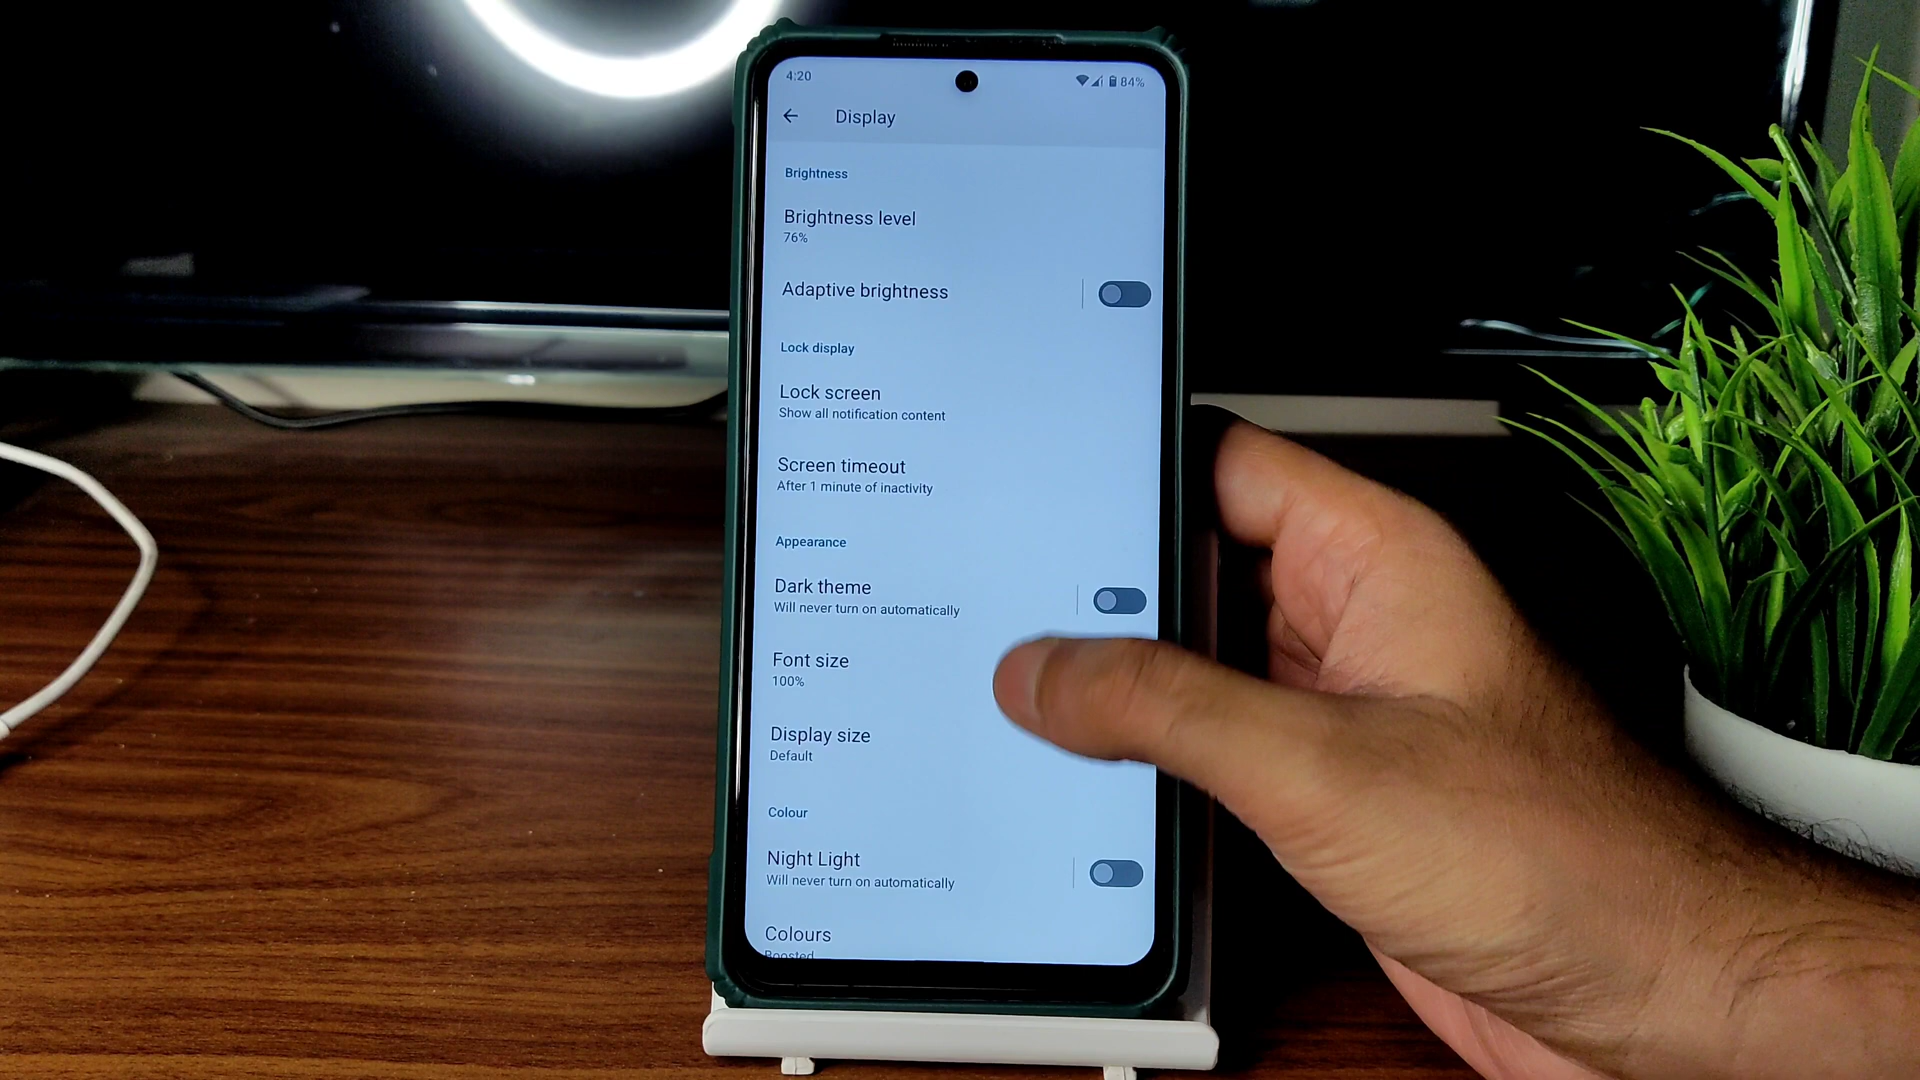 4:20
84%
Display
Brightness
Brightness level
76%
Adaptive brightness
Lock display
Lock screen
Show all notification content
Screen timeout
After 1 minute of inactivity
Appearance
Dark theme
Will never turn on automatically
Font size
100%
Display size
Default
Colour
Night Light
Will never turn on automatically
Colours
Boosted